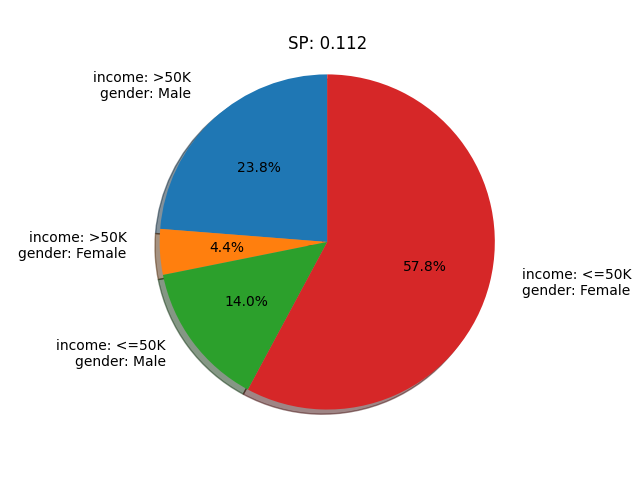 SP: 0.112
income: >50K
gender: Male
23.8%
income: >50K
gender: Female
4.4%
income: <=50K
gender: Male
14.0%
57.8%
income: <=50K
gender: Female